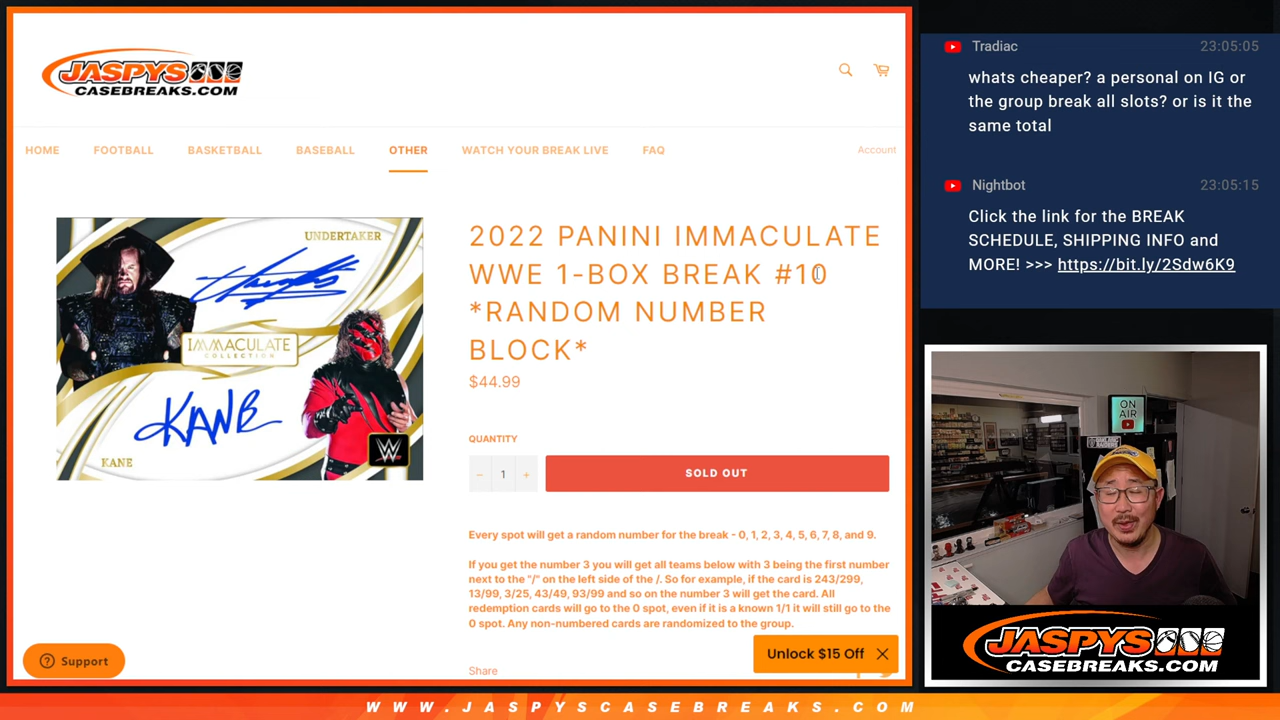 JASPYS
CASEBREAKS.COM
HOME FOOTBALL BASKETBALL BASEBALL OTHER WATCH YOUR BREAK LIVE FAQ Account
UNDERTAKER
IMMACULATE
COLLECTION
KANE
KANE
W
2022 PANINI IMMACULATE
WWE 1-BOX BREAK #10
*RANDOM NUMBER
BLOCK*
$44.99
QUANTITY
− 1 + SOLD OUT
Every spot will get a random number for the break - 0, 1, 2, 3, 4, 5, 6, 7, 8, and 9.
If you get the number 3 you will get all teams below with 3 being the first number
next to the "/" on the left side of the /. So for example, if the card is 243/299,
13/99, 3/25, 43/49, 93/99 and so on the number 3 will get the card. All
redemption cards will go to the 0 spot, even if it is a known 1/1 it will still go to the
0 spot. Any non-numbered cards are randomized to the group.
Share
Support
Unlock $15 Off
Tradiac 23:05:05
whats cheaper? a personal on IG or
the group break all slots? or is it the
same total
Nightbot 23:05:15
Click the link for the BREAK
SCHEDULE, SHIPPING INFO and
MORE! >>> https://bit.ly/2Sdw6K9
ON
AIR
JASPYS
CASEBREAKS.COM
WWW.JASPYSCASEBREAKS.COM